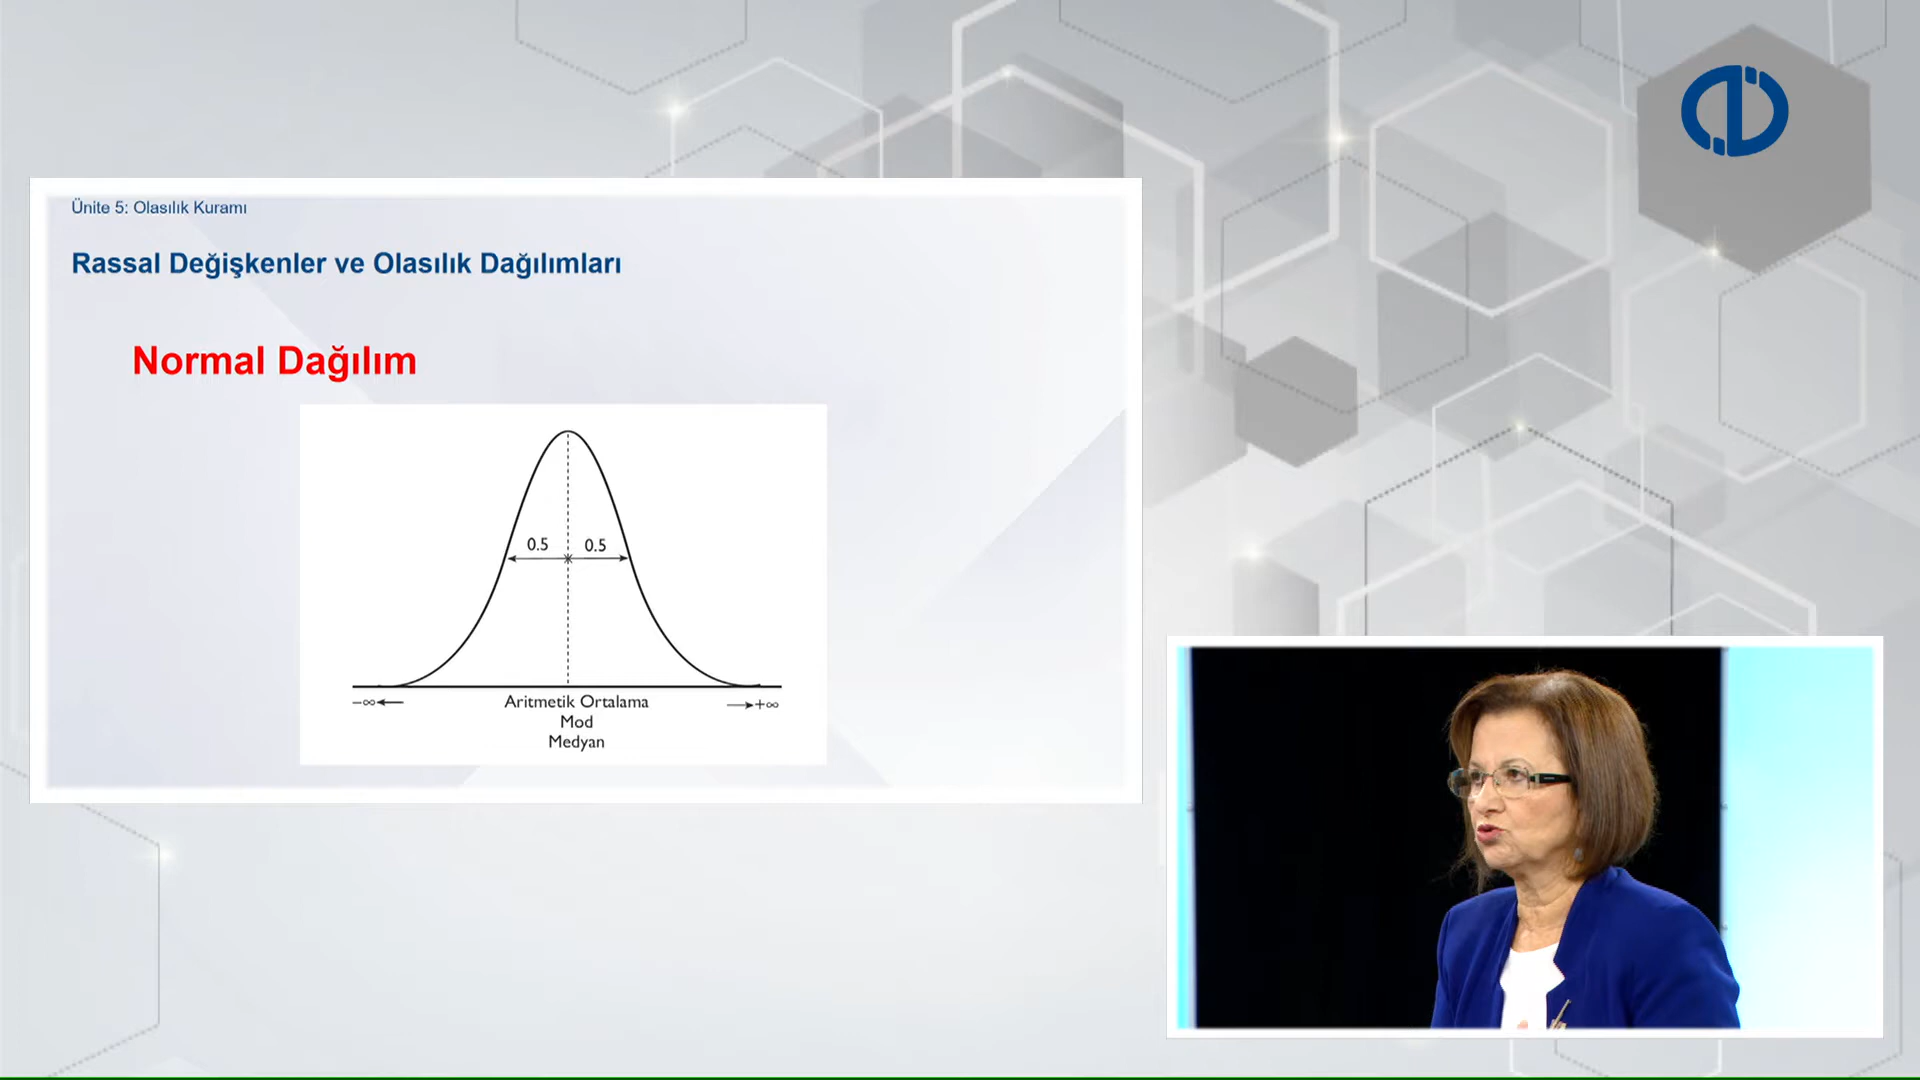 Ünite 5: Olasılık Kuramı
Rassal Değişkenler ve Olasılık Dağılımları
Normal Dağılım
0.5 0.5
−∞ Aritmetik Ortalama +∞
Mod
Medyan